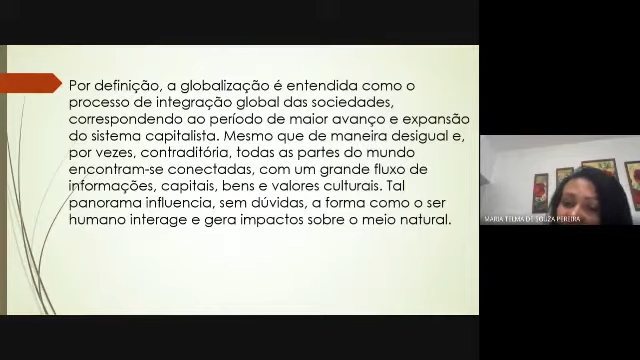 Por definição, a globalização é entendida como o
processo de integração global das sociedades,
correspondendo ao período de maior avanço e expansão
do sistema capitalista. Mesmo que de maneira desigual e,
por vezes, contraditória, todas as partes do mundo
encontram-se conectadas, com um grande fluxo de
informações, capitais, bens e valores culturais. Tal
panorama influencia, sem dúvidas, a forma como o ser
humano interage e gera impactos sobre o meio natural.
MARIA TELMA DE SOUZA PEREIRA